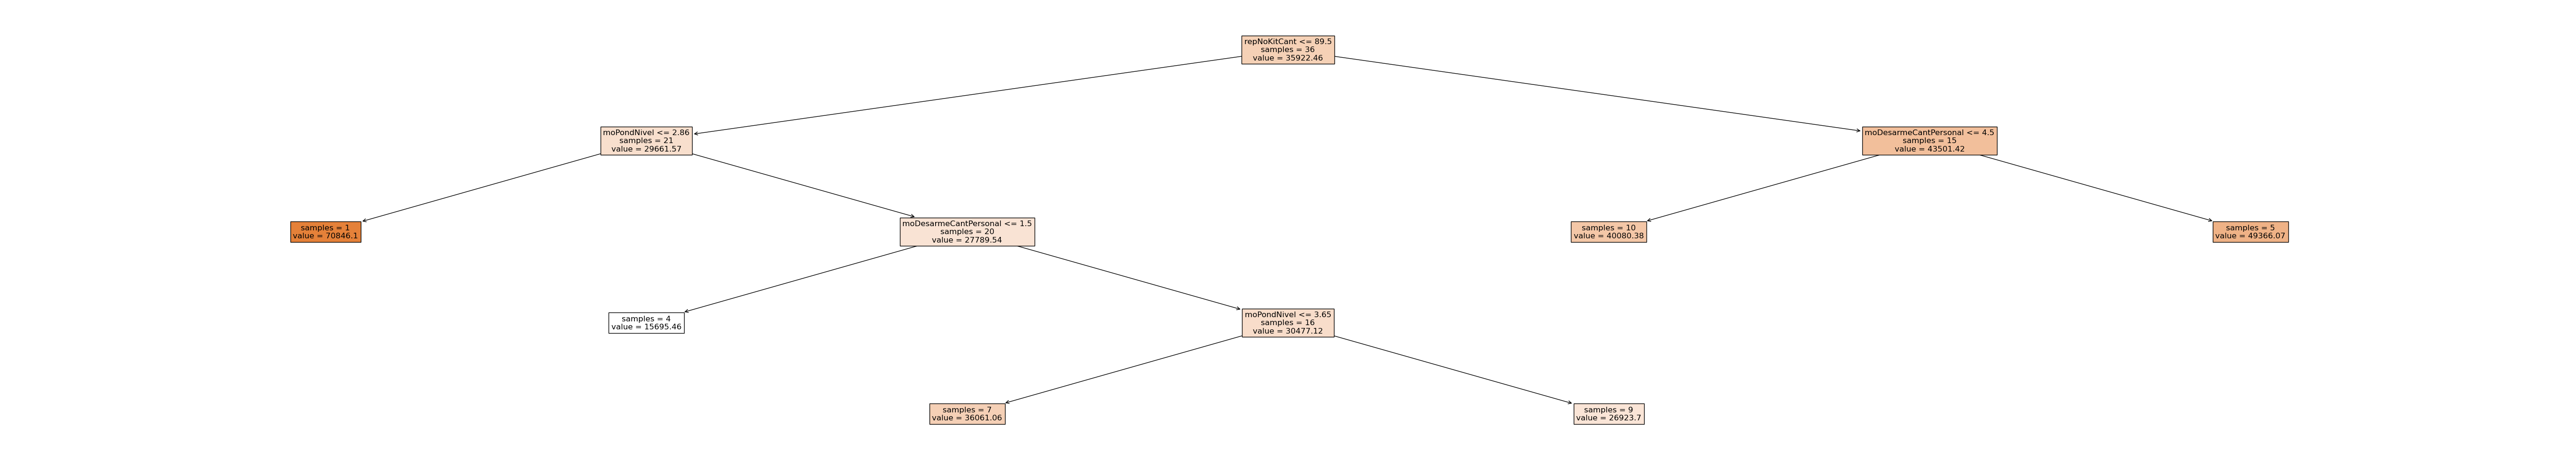 repNoKitCant <= 89.5
samples = 36
value = 35922.46
moPondNivel <= 2.86
samples = 21
value = 29661.57
moDesarmeCantPersonal <= 4.5
samples = 15
value = 43501.42
samples = 1
value = 70846.1
moDesarmeCantPersonal <= 1.5
samples = 20
value = 27789.54
samples = 10
value = 40080.38
samples = 5
value = 49366.07
samples = 4
value = 15695.46
moPondNivel <= 3.65
samples = 16
value = 30477.12
samples = 7
value = 36061.06
samples = 9
value = 26923.7